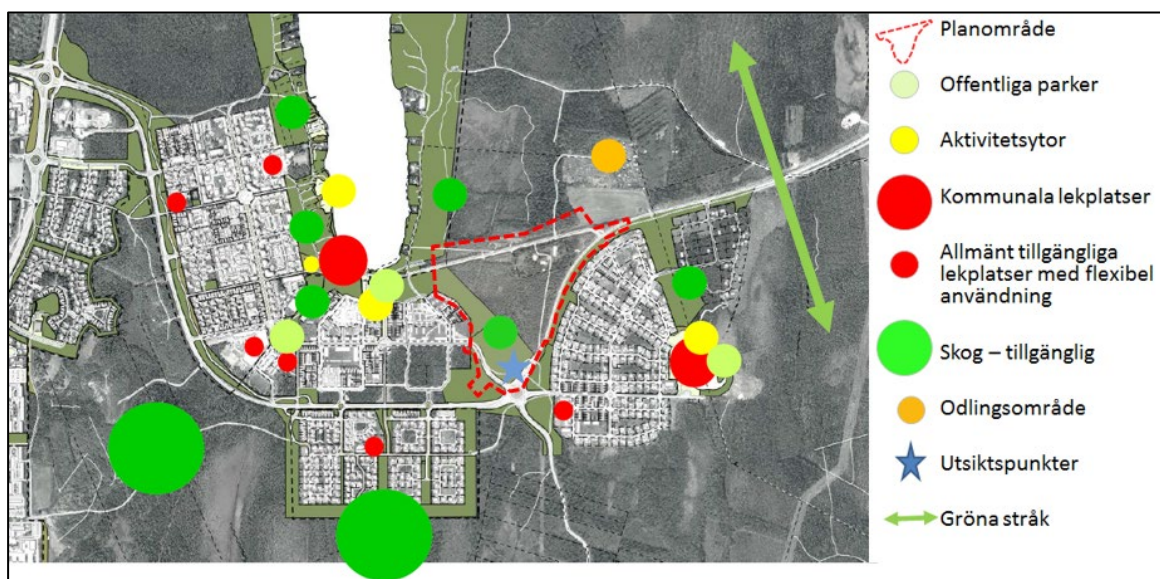 Planområde
Offentliga parker
Aktivitetsytor
Kommunala lekplatser
Allmänt tillgängliga
lekplatser med flexibel
användning
Skog – tillgänglig
Odlingsområde
Utsiktspunkter
Gröna stråk